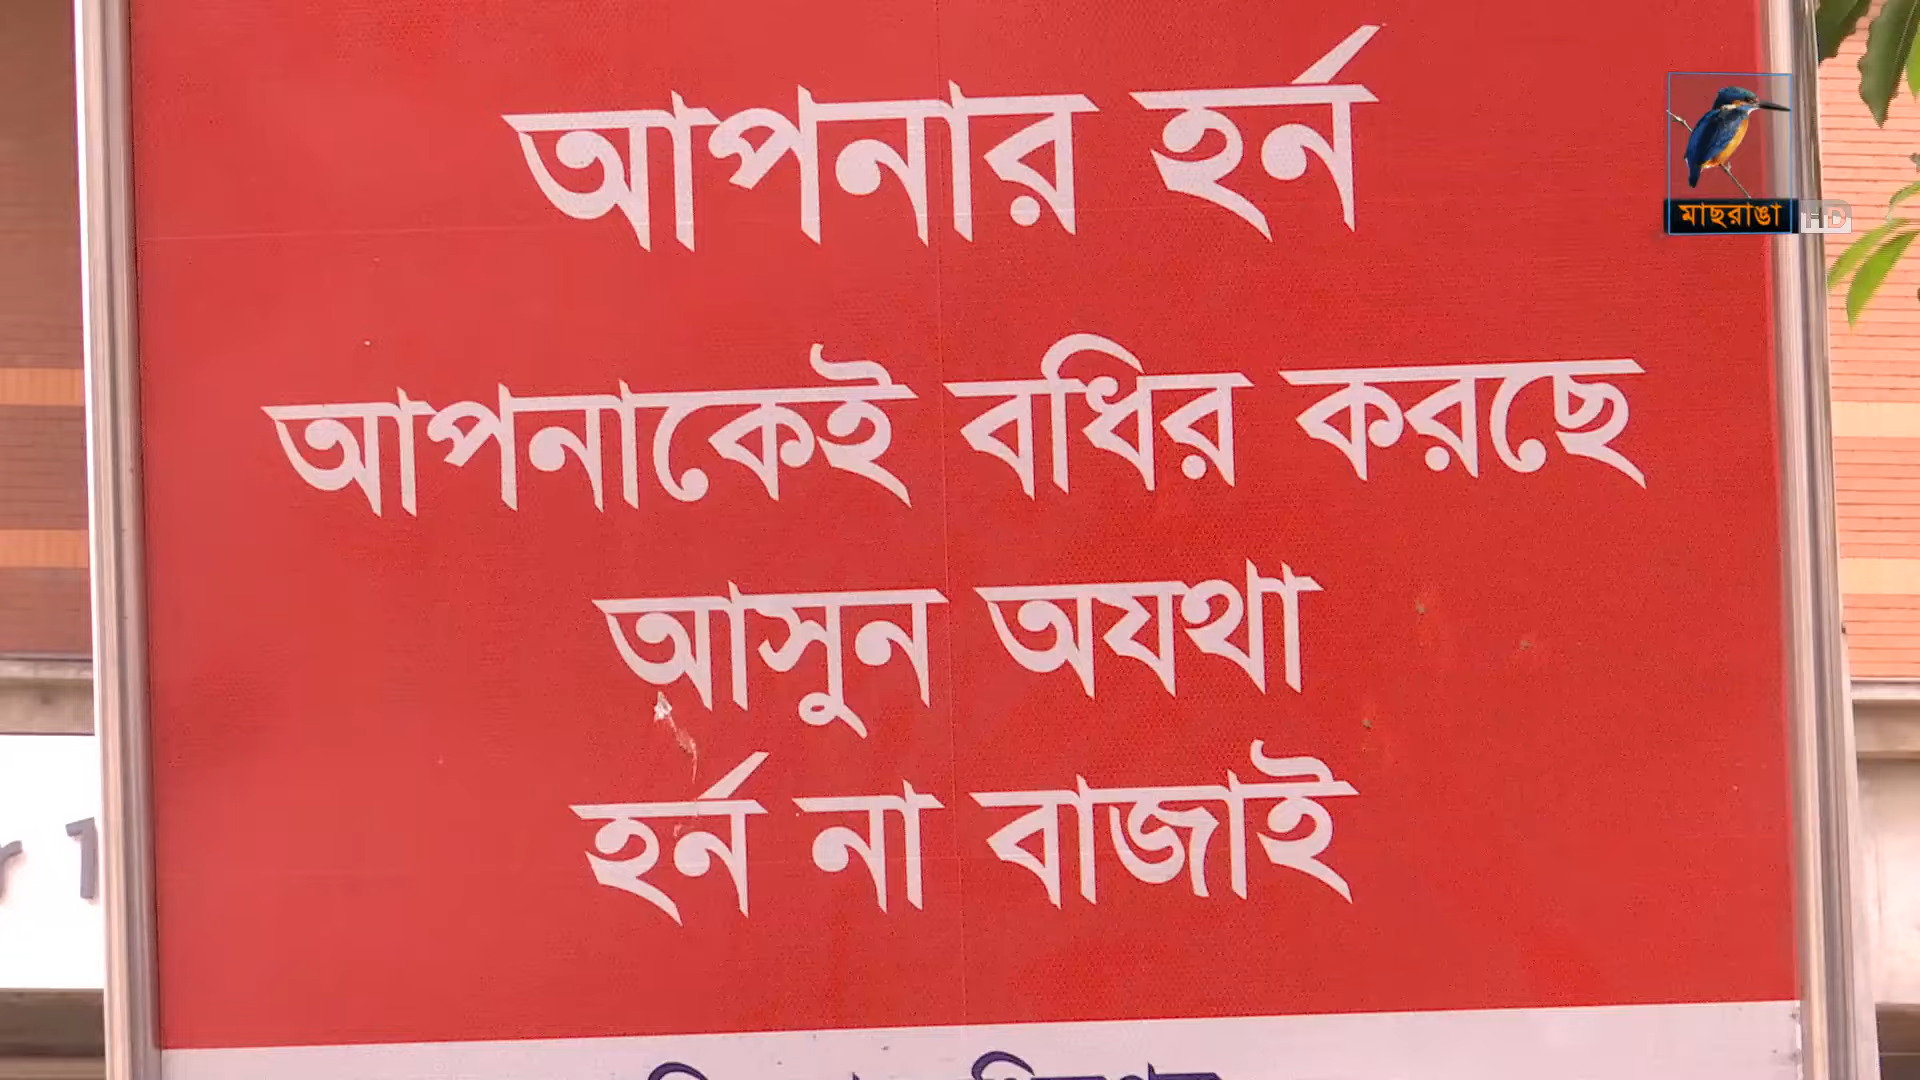 আপনার হর্ন
আপনাকেই বধির করছে
আসুন অযথা
হর্ন না বাজাই
মাছরাঙা HD